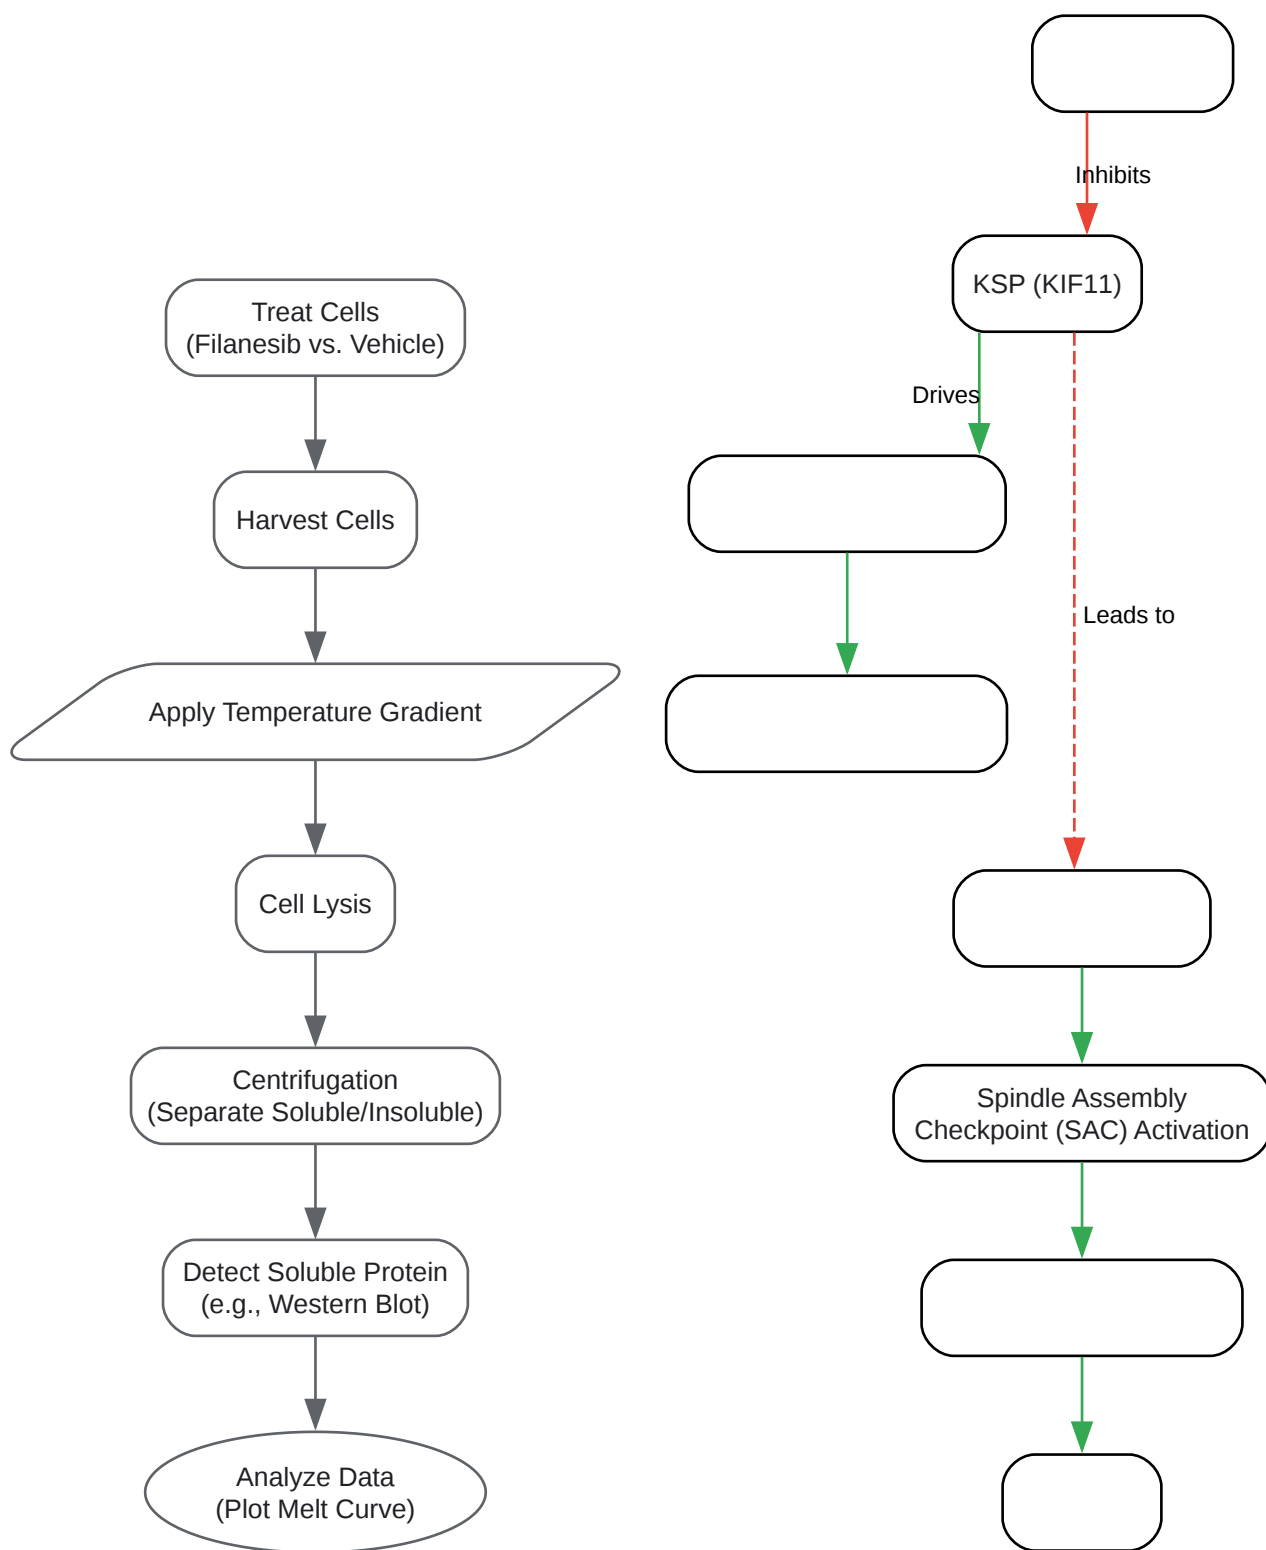 Treat Cells
(Filanesib vs. Vehicle)
Harvest Cells
Apply Temperature Gradient
Cell Lysis
Centrifugation
(Separate Soluble/Insoluble)
Detect Soluble Protein
(e.g., Western Blot)
Analyze Data
(Plot Melt Curve)
Inhibits
KSP (KIF11)
Drives
Leads to
Spindle Assembly
Checkpoint (SAC) Activation